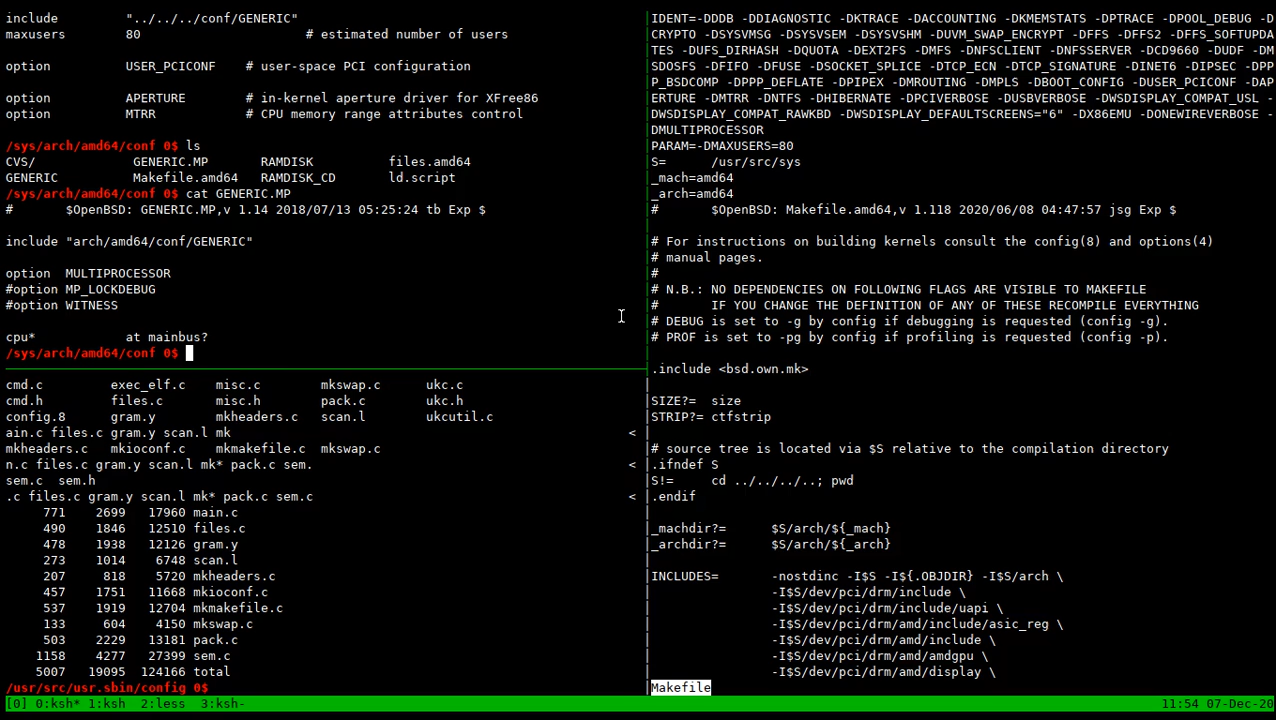 include          "../../../conf/GENERIC"
maxusers        80                      # estimated number of users
option          USER_PCICONF    # user-space PCI configuration
option          APERTURE        # in-kernel aperture driver for XFree86
option          MTRR            # CPU memory range attributes control
/sys/arch/amd64/conf 0$ ls
CVS/             GENERIC.MP       RAMDISK          files.amd64
GENERIC          Makefile.amd64   RAMDISK_CD       ld.script
/sys/arch/amd64/conf 0$ cat GENERIC.MP
#       $OpenBSD: GENERIC.MP,v 1.14 2018/07/13 05:25:24 tb Exp $
include "arch/amd64/conf/GENERIC"
option  MULTIPROCESSOR
#option MP_LOCKDEBUG
#option WITNESS
cpu*            at mainbus?
/sys/arch/amd64/conf 0$
cmd.c         exec_elf.c    misc.c        mkswap.c      ukc.c
cmd.h         files.c       misc.h        pack.c        ukc.h
config.8      gram.y        mkheaders.c   scan.l        ukcutil.c
ain.c files.c gram.y scan.l mk <
mkheaders.c   mkioconf.c    mkmakefile.c  mkswap.c
n.c files.c gram.y scan.l mk* pack.c sem. <
sem.c  sem.h
.c files.c gram.y scan.l mk* pack.c sem.c <
771    2699   17960 main.c
490    1846   12510 files.c
478    1938   12126 gram.y
273    1014    6748 scan.l
207     818    5720 mkheaders.c
457    1751   11668 mkioconf.c
537    1919   12704 mkmakefile.c
133     604    4150 mkswap.c
503    2229   13181 pack.c
1158    4277   27399 sem.c
5007   19095  124166 total
/usr/src/usr.sbin/config 0$
IDENT=-DDDB -DDIAGNOSTIC -DKTRACE -DACCOUNTING -DKMEMSTATS -DPTRACE -DPOOL_DEBUG -D
CRYPTO -DSYSVMSG -DSYSVSEM -DSYSVSHM -DUVM_SWAP_ENCRYPT -DFFS -DFFS2 -DFFS_SOFTUPDA
TES -DUFS_DIRHASH -DQUOTA -DEXT2FS -DMFS -DNFSCLIENT -DNFSSERVER -DCD9660 -DUDF -DM
SDOSFS -DFIFO -DFUSE -DSOCKET_SPLICE -DTCP_ECN -DTCP_SIGNATURE -DINET6 -DIPSEC -DPP
P_BSDCOMP -DPPP_DEFLATE -DPIPEX -DMROUTING -DMPLS -DBOOT_CONFIG -DUSER_PCICONF -DAP
ERTURE -DMTRR -DNTFS -DHIBERNATE -DPCIVERBOSE -DUSBVERBOSE -DWSDISPLAY_COMPAT_USL -
DWSDISPLAY_COMPAT_RAWKBD -DWSDISPLAY_DEFAULTSCREENS="6" -DX86EMU -DONEWIREVERBOSE -
DMULTIPROCESSOR
PARAM=-DMAXUSERS=80
S=      /usr/src/sys
_mach=amd64
_arch=amd64
#       $OpenBSD: Makefile.amd64,v 1.118 2020/06/08 04:47:57 jsg Exp $
# For instructions on building kernels consult the config(8) and options(4)
# manual pages.
#
# N.B.: NO DEPENDENCIES ON FOLLOWING FLAGS ARE VISIBLE TO MAKEFILE
#       IF YOU CHANGE THE DEFINITION OF ANY OF THESE RECOMPILE EVERYTHING
# DEBUG is set to -g by config if debugging is requested (config -g).
# PROF is set to -pg by config if profiling is requested (config -p).
.include <bsd.own.mk>
SIZE?=  size
STRIP?= ctfstrip
# source tree is located via $S relative to the compilation directory
.ifndef S
S!=     cd ../../../..; pwd
.endif
_machdir?=      $S/arch/${_mach}
_archdir?=      $S/arch/${_arch}
INCLUDES=       -nostdinc -I$S -I${.OBJDIR} -I$S/arch \
-I$S/dev/pci/drm/include \
-I$S/dev/pci/drm/include/uapi \
-I$S/dev/pci/drm/amd/include/asic_reg \
-I$S/dev/pci/drm/amd/include \
-I$S/dev/pci/drm/amd/amdgpu \
-I$S/dev/pci/drm/amd/display \
Makefile
[0] 0:ksh* 1:ksh  2:less  3:ksh-                    11:54 07-Dec-20